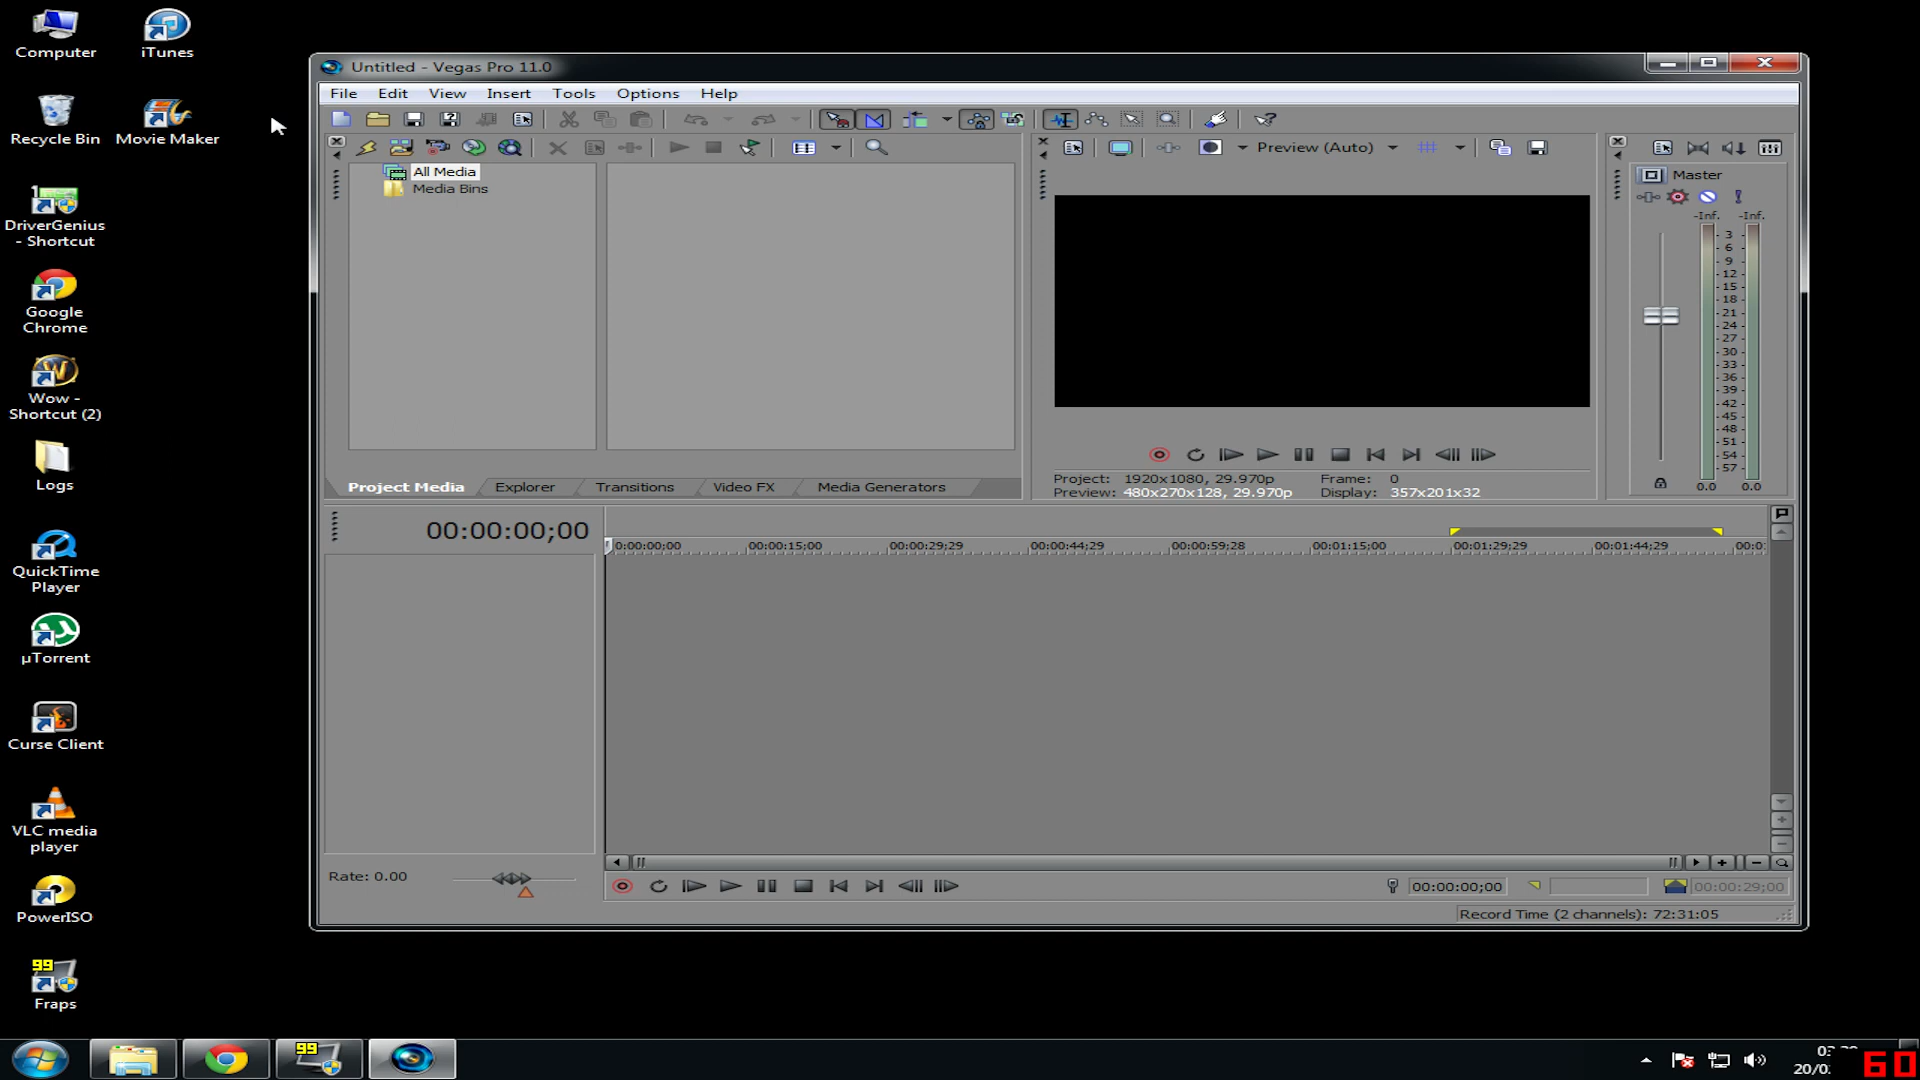 Computer
iTunes
Recycle Bin
Movie Maker
DriverGenius
- Shortcut
Google
Chrome
Wow -
Shortcut (2)
Logs
QuickTime
Player
µTorrent
Curse Client
VLC media
player
PowerISO
99
Fraps
Untitled - Vegas Pro 11.0
File Edit View Insert Tools Options Help
All Media
Media Bins
Preview (Auto)
Master
-Inf. -Inf.
3
6
9
12
15
18
21
24
27
30
33
36
39
42
45
48
51
54
57
0.0 0.0
Project: 1920x1080, 29.970p Frame: 0
Preview: 480x270x128, 29.970p Display: 357x201x32
Project Media Explorer Transitions Video FX Media Generators
00:00:00;00
0:00:00;00 00:00:15;00 00:00:29;29 00:00:44;29 00:00:59;28 00:01:15;00 00:01:29;29 00:01:44;29 00:0
Rate: 0.00
00:00:00;00
00:00:29;00
Record Time (2 channels): 72:31:05
99
20/0
60